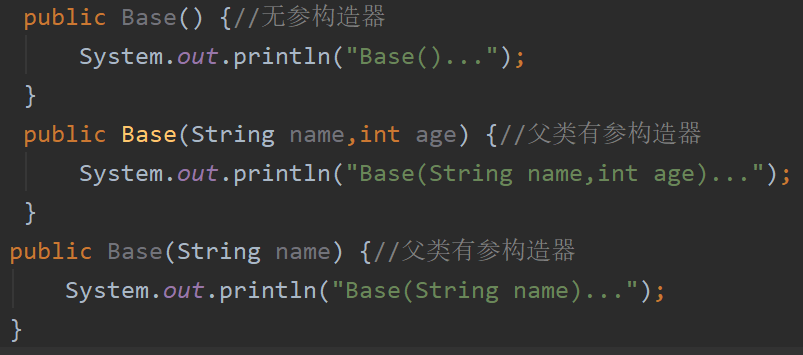 public Base() {//无参构造器
System.out.println("Base()...");
}
public Base(String name,int age) {//父类有参构造器
System.out.println("Base(String name,int age)...");
}
public Base(String name) {//父类有参构造器
System.out.println("Base(String name)...");
}